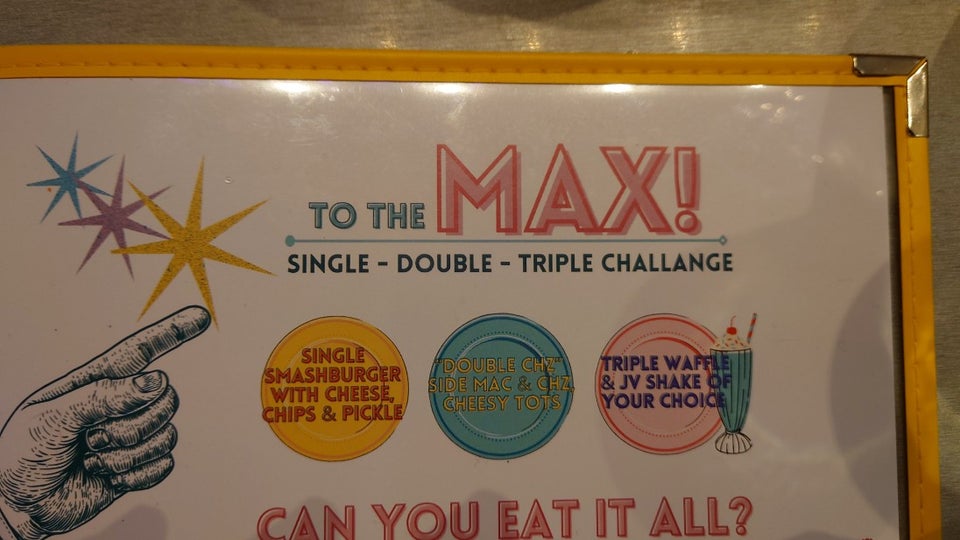 TO THE MAX!
SINGLE - DOUBLE - TRIPLE CHALLANGE
SINGLE
SMASHBURGER
WITH CHEESE,
CHIPS & PICKLE
"DOUBLE CHZ"
SIDE MAC & CHZ,
CHEESY TOTS
TRIPLE WAFFLE
& JV SHAKE OF
YOUR CHOICE
CAN YOU EAT IT ALL?